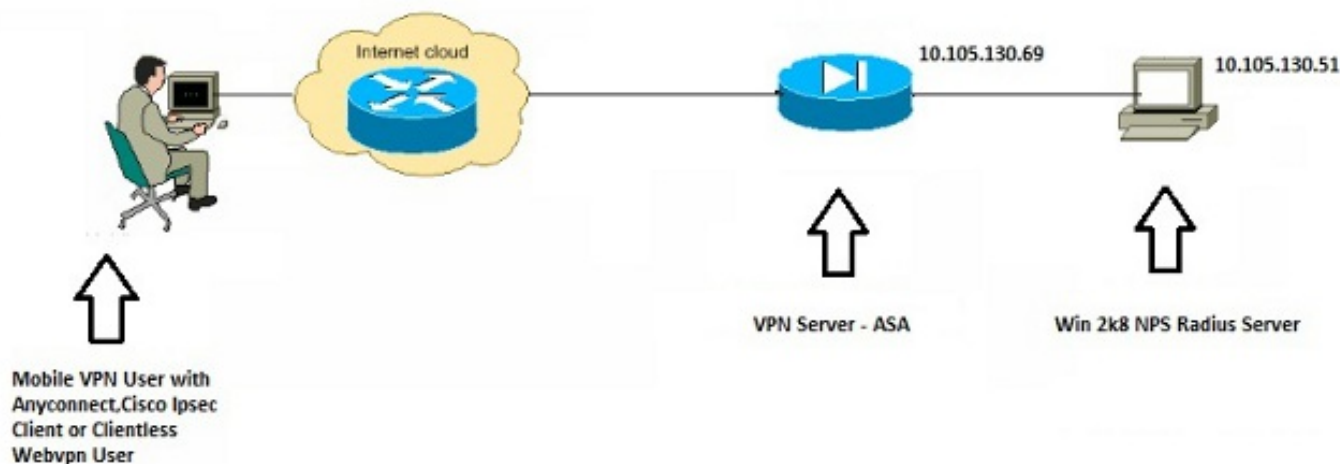 Internet cloud
10.105.130.69
10.105.130.51
VPN Server - ASA
Win 2k8 NPS Radius Server
Mobile VPN User with
Anyconnect,Cisco Ipsec
Client or Clientless
Webvpn User